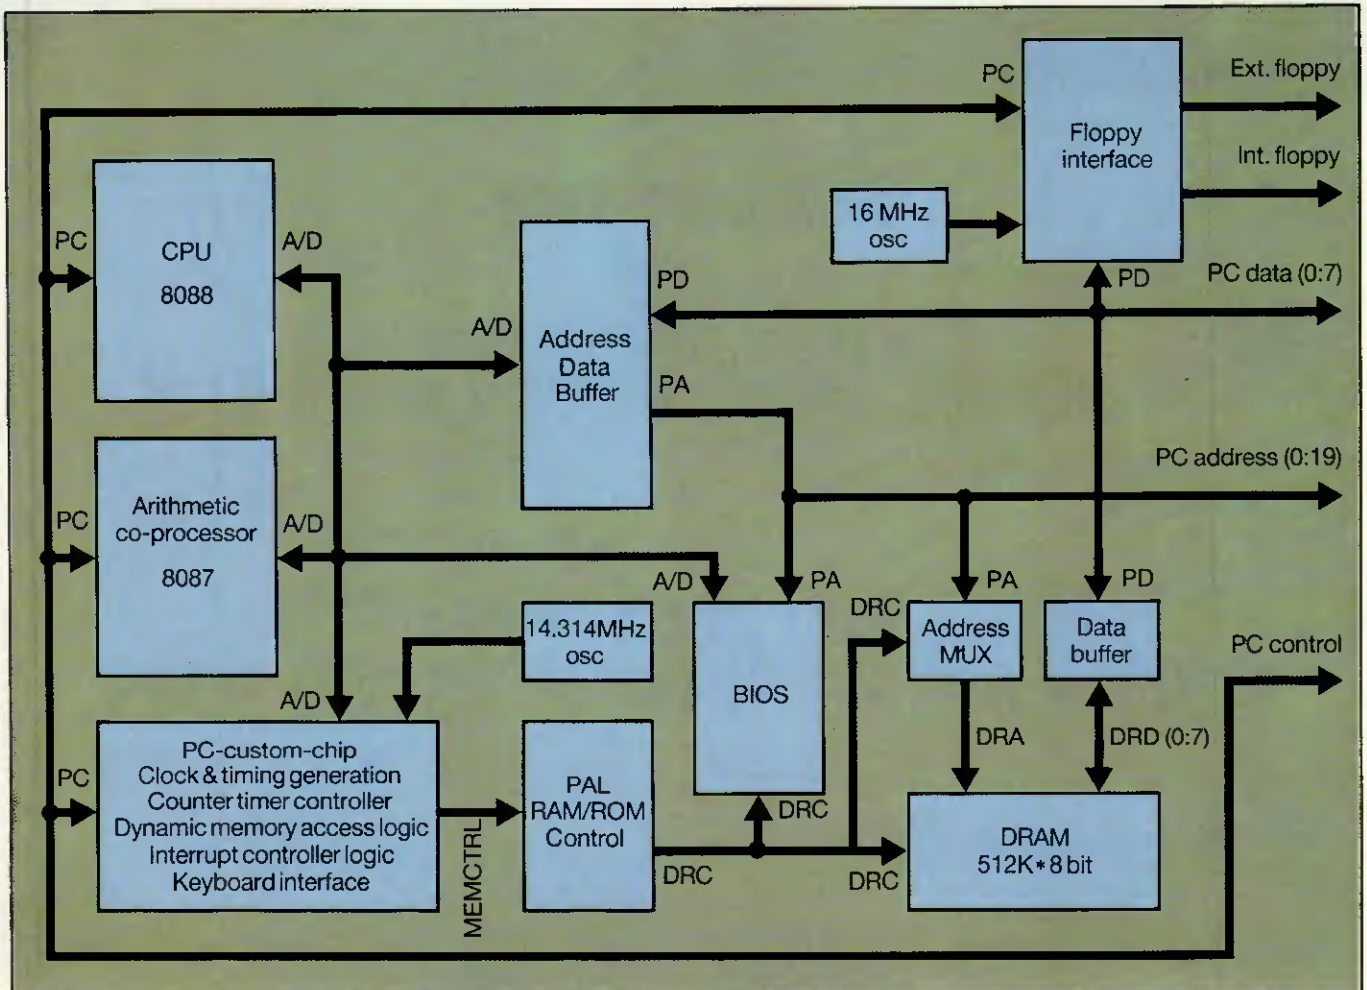 PC
Ext. floppy
Floppy
interface
Int. floppy
16 MHz
osc
PC
CPU
8088
A/D
PD
PC data (0:7)
PD
A/D
Address
Data
Buffer
PA
PC address (0:19)
PC
Arithmetic
co-processor
8087
A/D
A/D
PA
PA
PD
DRC
14.314MHz
osc
Address
MUX
Data
buffer
PC control
A/D
BIOS
DRA
DRD (0:7)
PC
PC-custom-chip
Clock & timing generation
Counter timer controller
Dynamic memory access logic
Interrupt controller logic
Keyboard interface
MEMCTRL
PAL
RAM/ROM
Control
DRC
DRC
DRC
DRAM
512K*8 bit